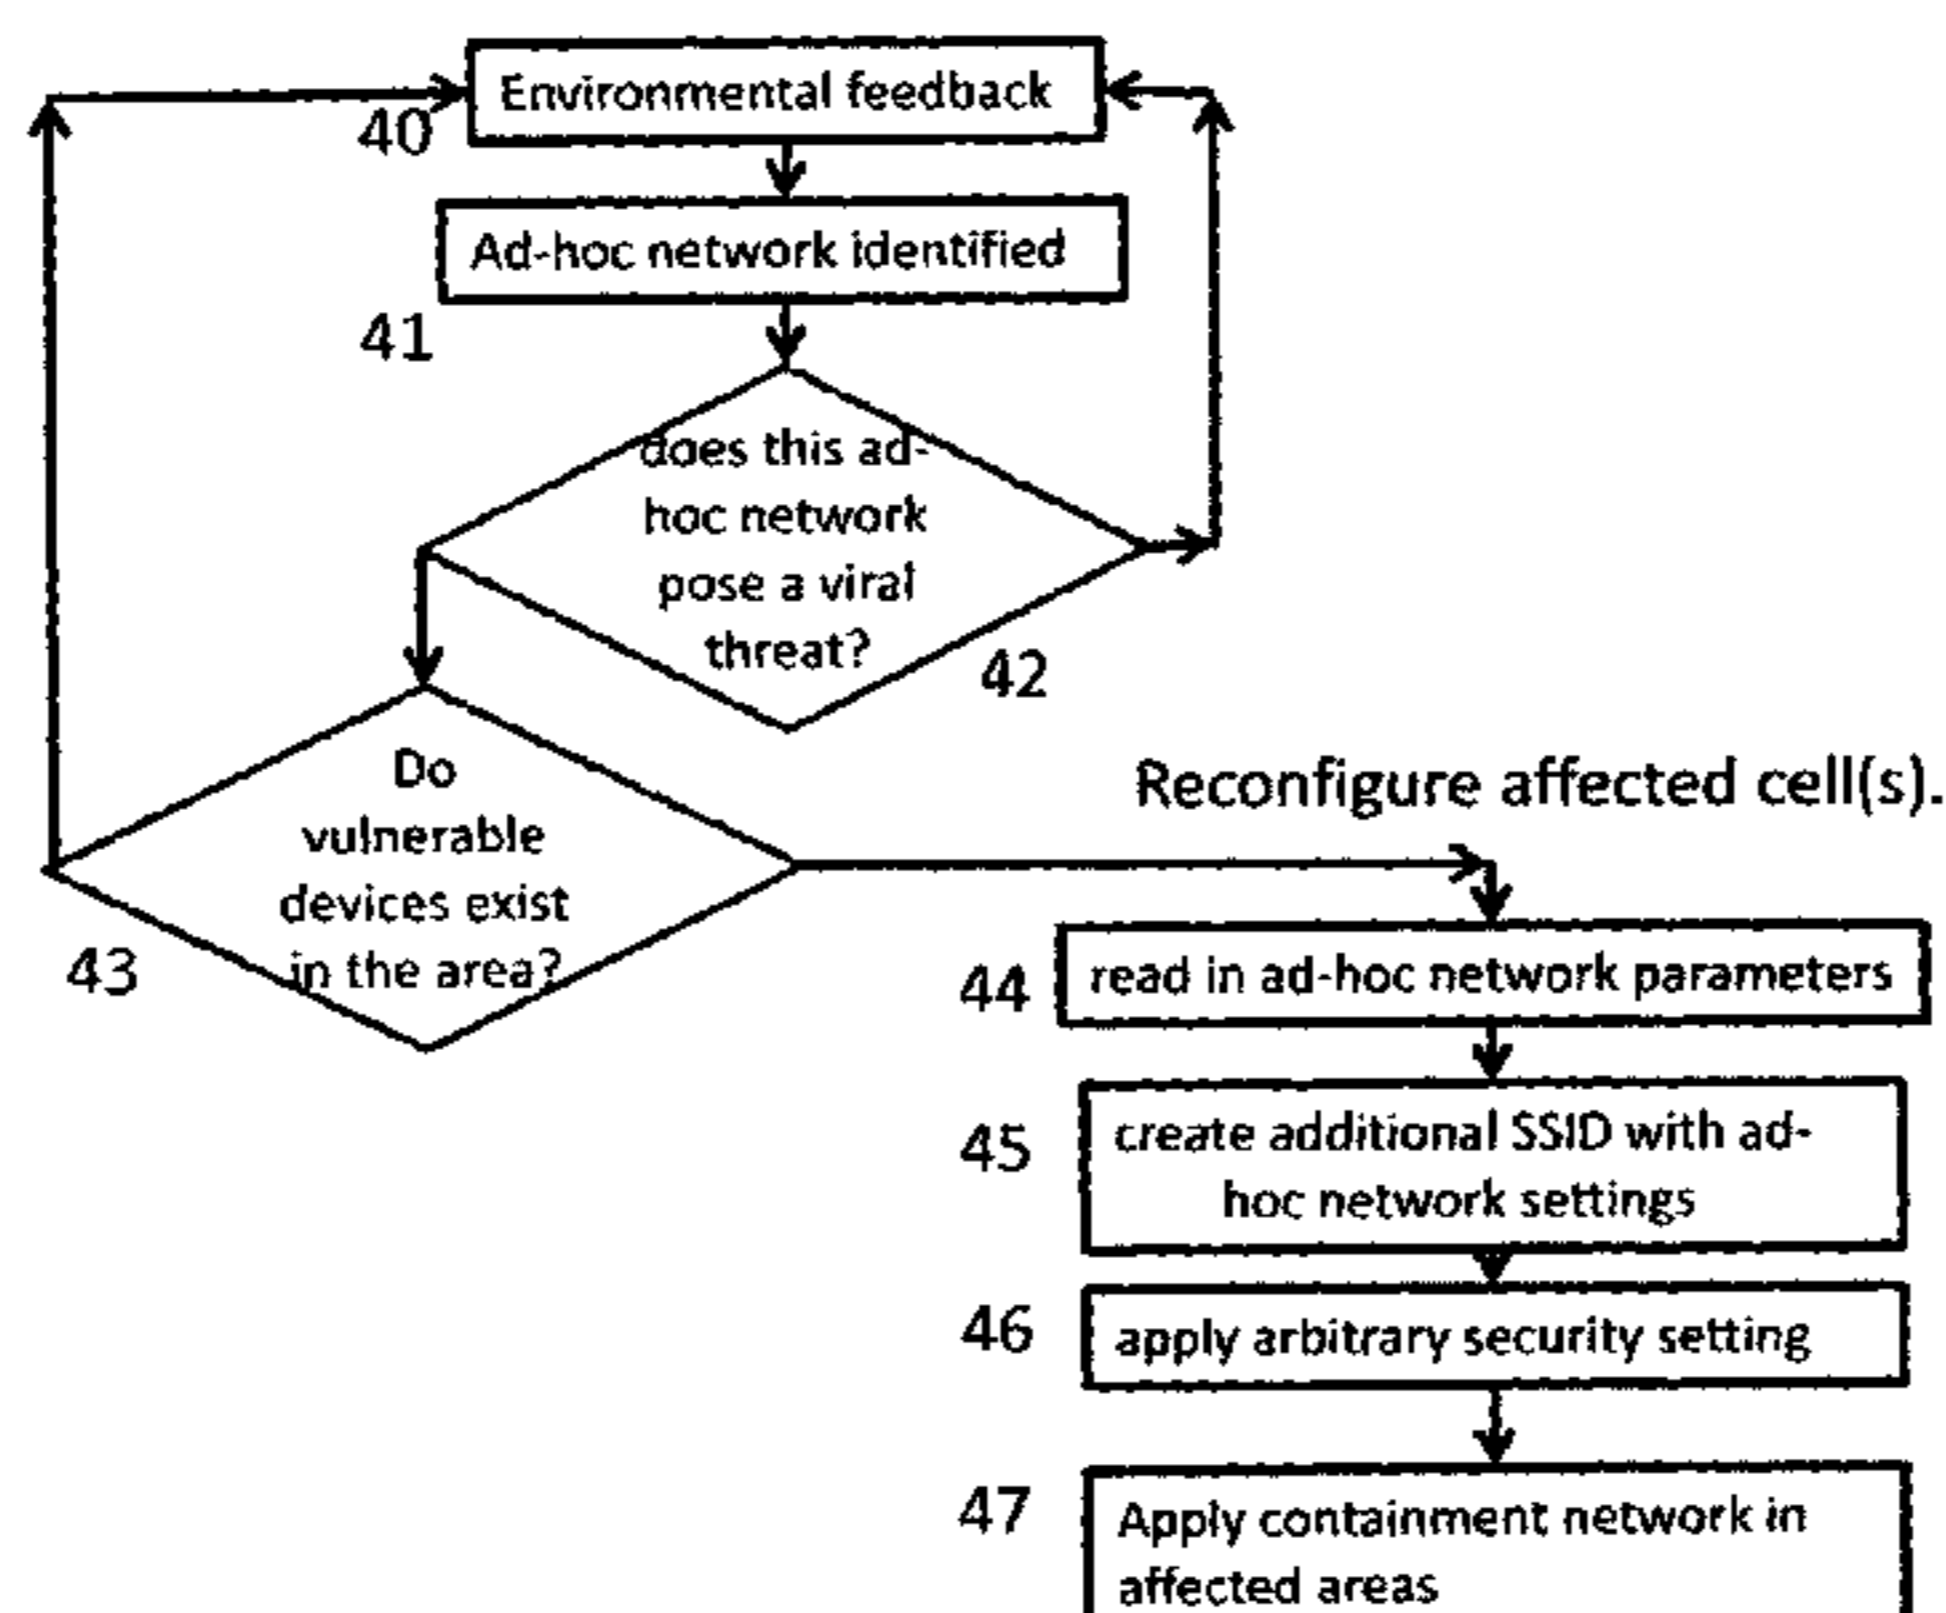 Environmental feedback
40
Ad-hoc network identified
41
does this ad-
hoc network
pose a viral
threat?
42
Do
vulnerable
devices exist
in the area?
43
Reconfigure affected cell(s).
44
read in ad-hoc network parameters
45
create additional SSID with ad-
hoc network settings
46
apply arbitrary security setting
47
Apply containment network in
affected areas